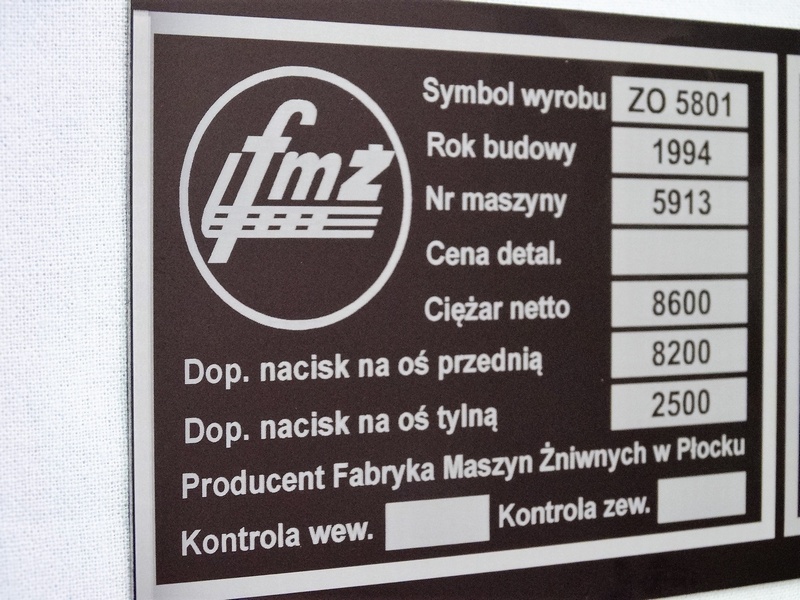 fmż
Symbol wyrobu ZO 5801
Rok budowy 1994
Nr maszyny 5913
Cena detal.
Ciężar netto 8600
Dop. nacisk na oś przednią 8200
Dop. nacisk na oś tylną 2500
Producent Fabryka Maszyn Żniwnych w Płocku
Kontrola wew. Kontrola zew.